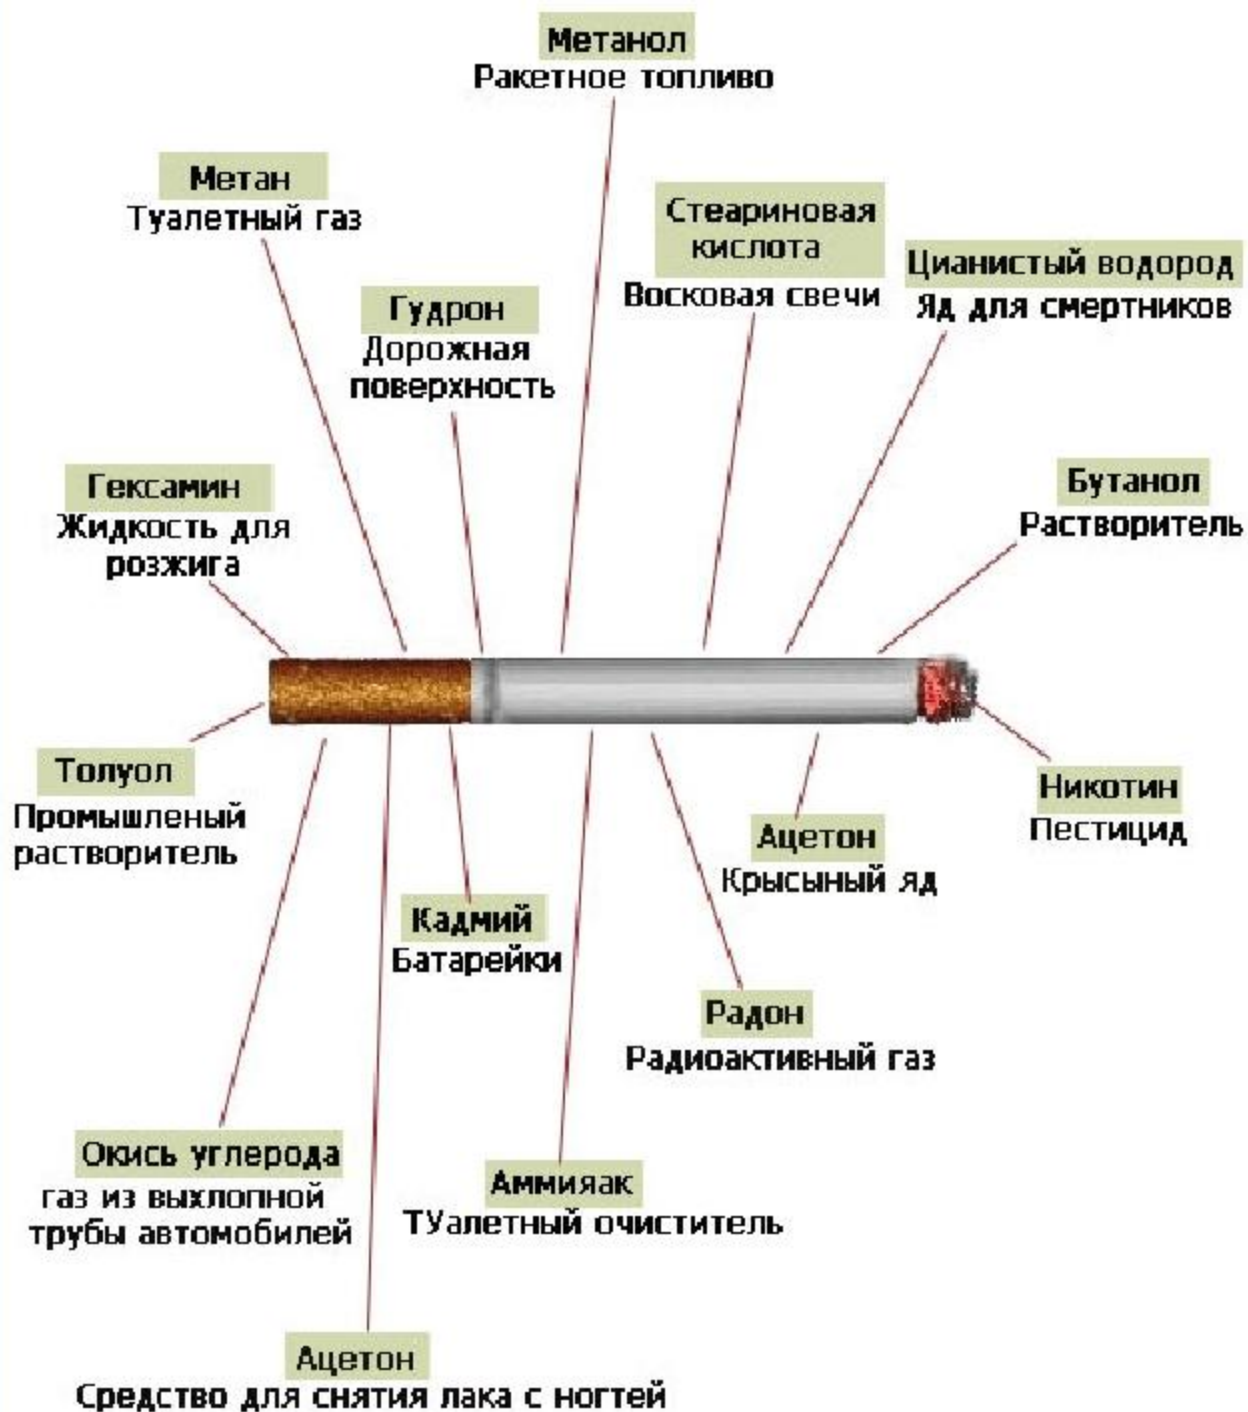 Метанол
Ракетное топливо
Метан
Туалетный газ
Стеариновая
кислота
Восковая свечи
Цианистый водород
Яд для смертников
Гудрон
Дорожная
поверхность
Гексамин
Жидкость для
розжига
Бутанол
Растворитель
Толуол
Промышленый
растворитель
Никотин
Пестицид
Ацетон
Крысыный яд
Кадмий
Батарейки
Радон
Радиоактивный газ
Окись углерода
газ из выхлопной
трубы автомобилей
Аммияак
ТУалетный очиститель
Ацетон
Средство для снятия лака с ногтей